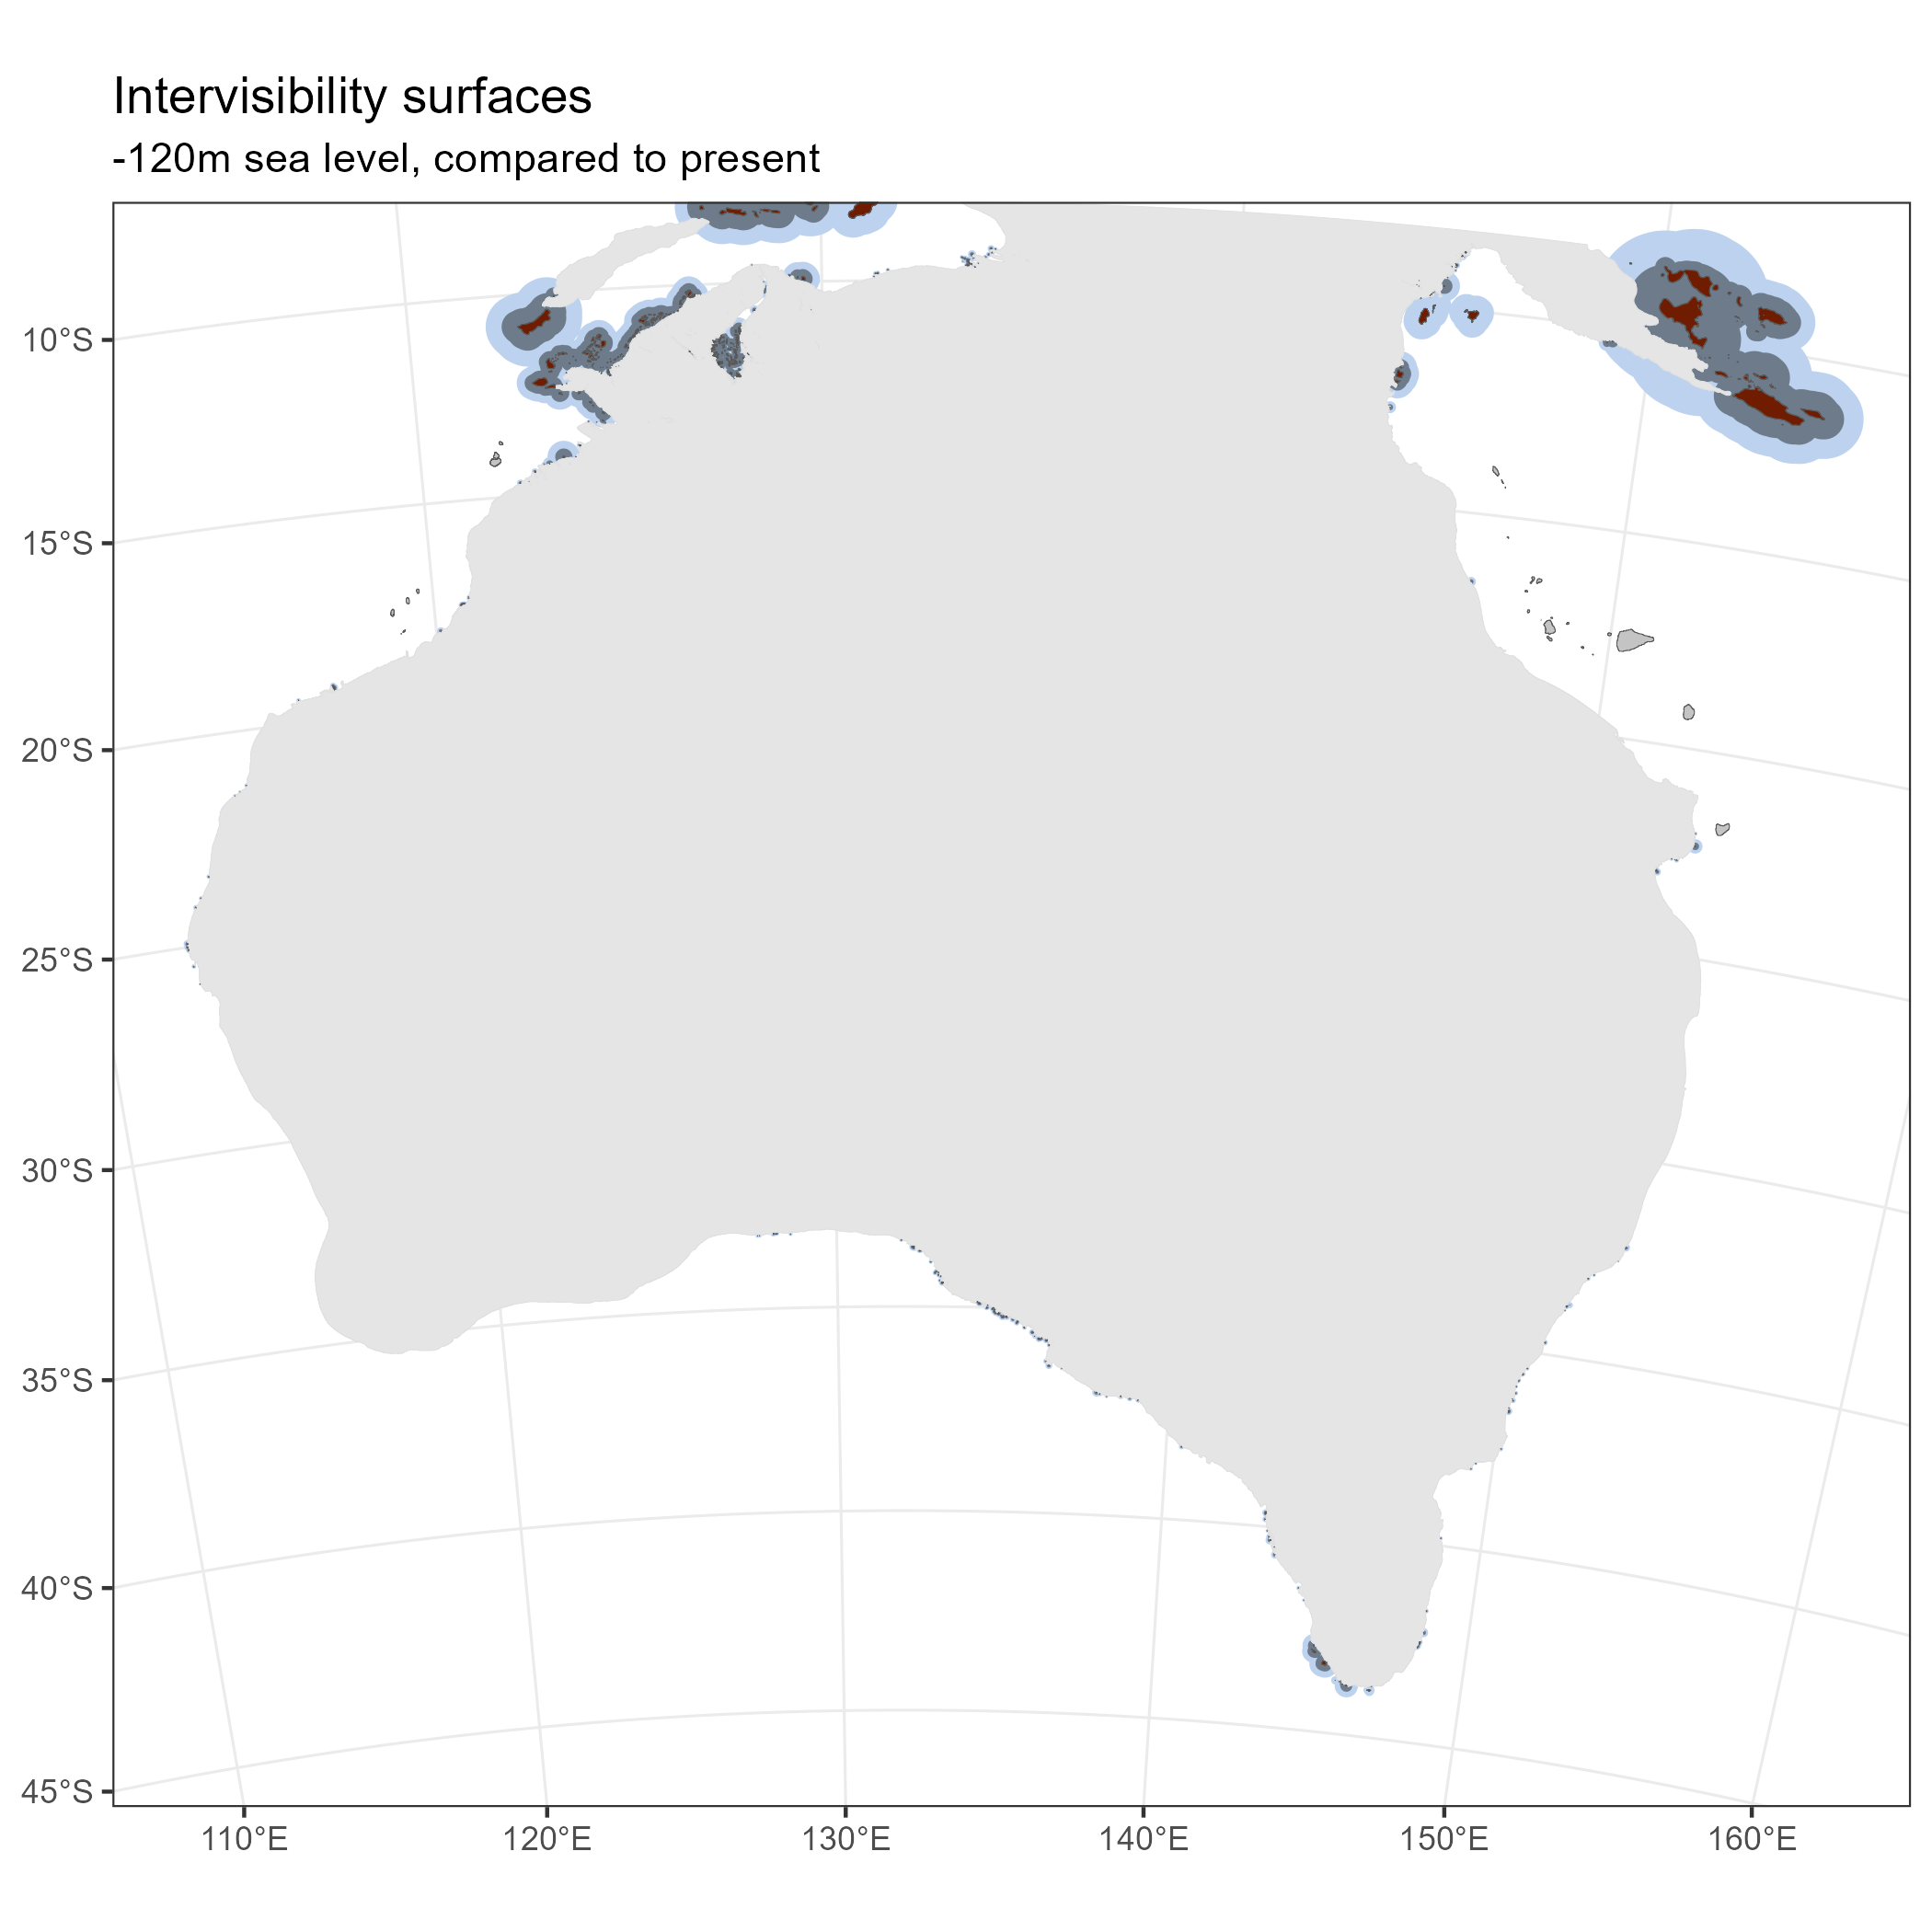 Intervisibility surfaces
-120m sea level, compared to present
10°S
15°S
20°S
25°S
30°S
35°S
40°S
45°S
110°E
120°E
130°E
140°E
150°E
160°E